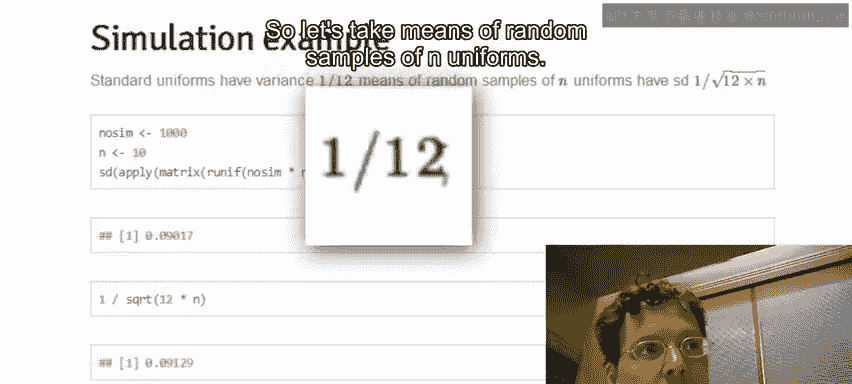 Simulation example
So let's take means of random
samples of n uniforms.
Standard uniforms have variance 1/12 means of random samples of n uniforms have sd 1/√12 × n
nosim <- 1000
n <- 10
sd(apply(matrix(runif(nosim *
1/12
## [1] 0.09017
1 / sqrt(12 * n)
## [1] 0.09129